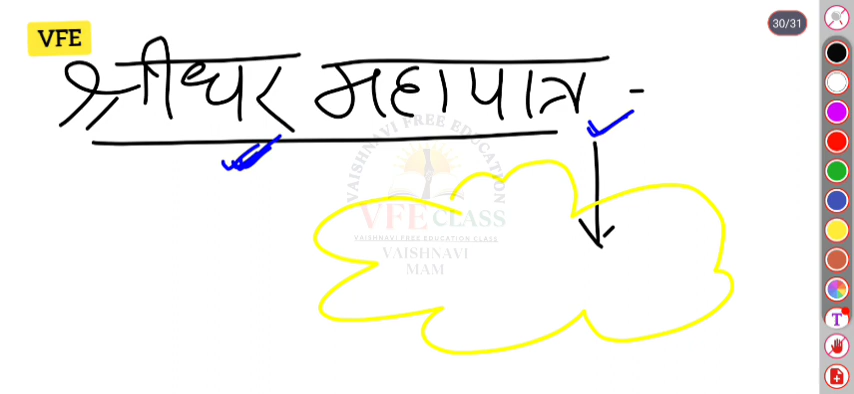 VFE
30/31
श्रीधर महापात्र -
VAISHNAVI FREE EDUCATION
VFE CLASS
VAISHNAVI FREE EDUCATION CLASS
VAISHNAVI
MAM
T